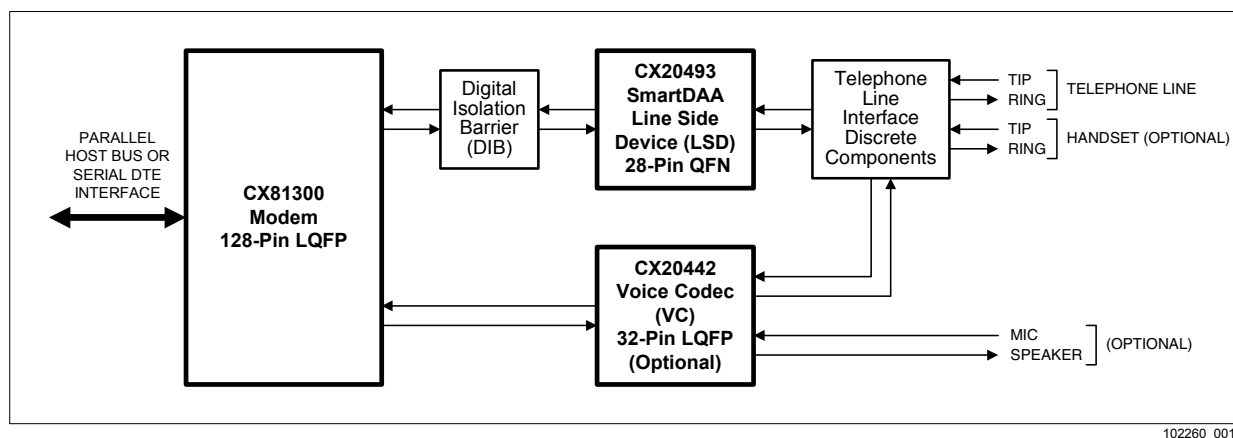 PARALLEL
HOST BUS OR
SERIAL DTE
INTERFACE
CX81300
Modem
128-Pin LQFP
Digital
Isolation
Barrier
(DIB)
CX20493
SmartDAA
Line Side
Device (LSD)
28-Pin QFN
Telephone
Line
Interface
Discrete
Components
TIP
RING
TELEPHONE LINE
TIP
RING
HANDSET (OPTIONAL)
CX20442
Voice Codec
(VC)
32-Pin LQFP
(Optional)
MIC
SPEAKER
(OPTIONAL)
102260_001